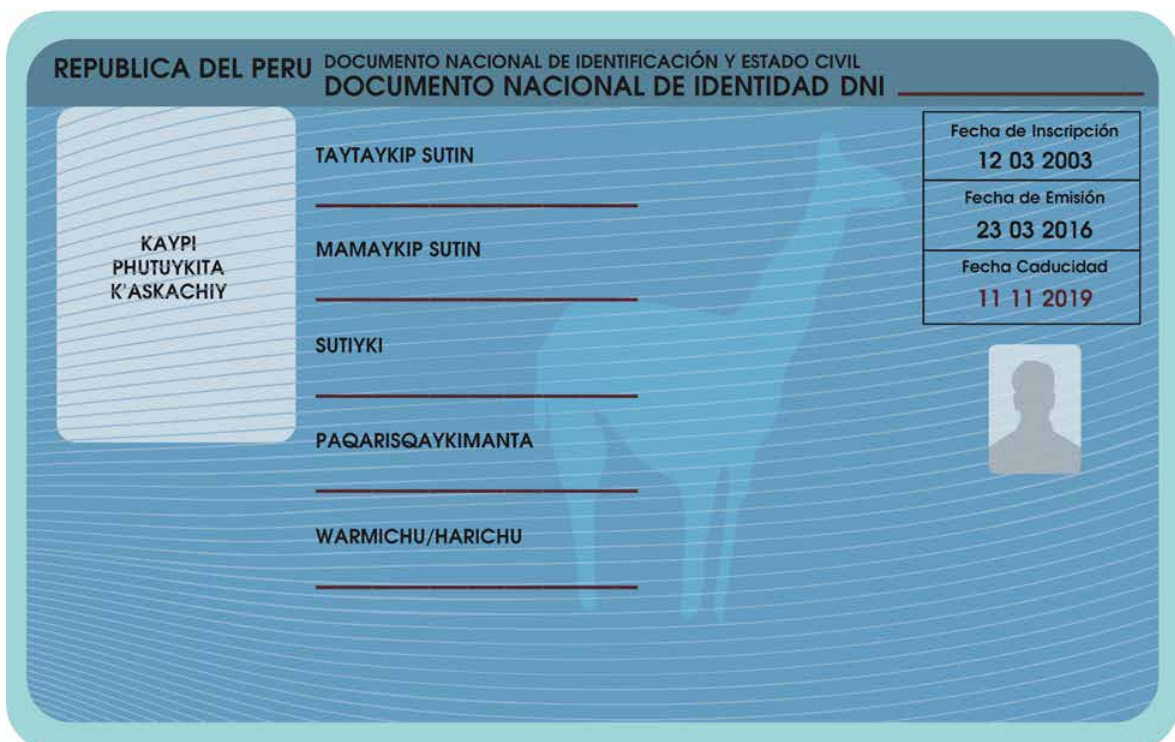 REPUBLICA DEL PERU
DOCUMENTO NACIONAL DE IDENTIFICACIÓN Y ESTADO CIVIL
DOCUMENTO NACIONAL DE IDENTIDAD DNI
KAYPI
PHUTUYKITA
K'ASKACHIY
TAYTAYKIP SUTIN
MAMAYKIP SUTIN
SUTIYKI
PAQARISQAYKIMANTA
WARMICHU/HARICHU
Fecha de Inscripción
12 03 2003
Fecha de Emisión
23 03 2016
Fecha Caducidad
11 11 2019